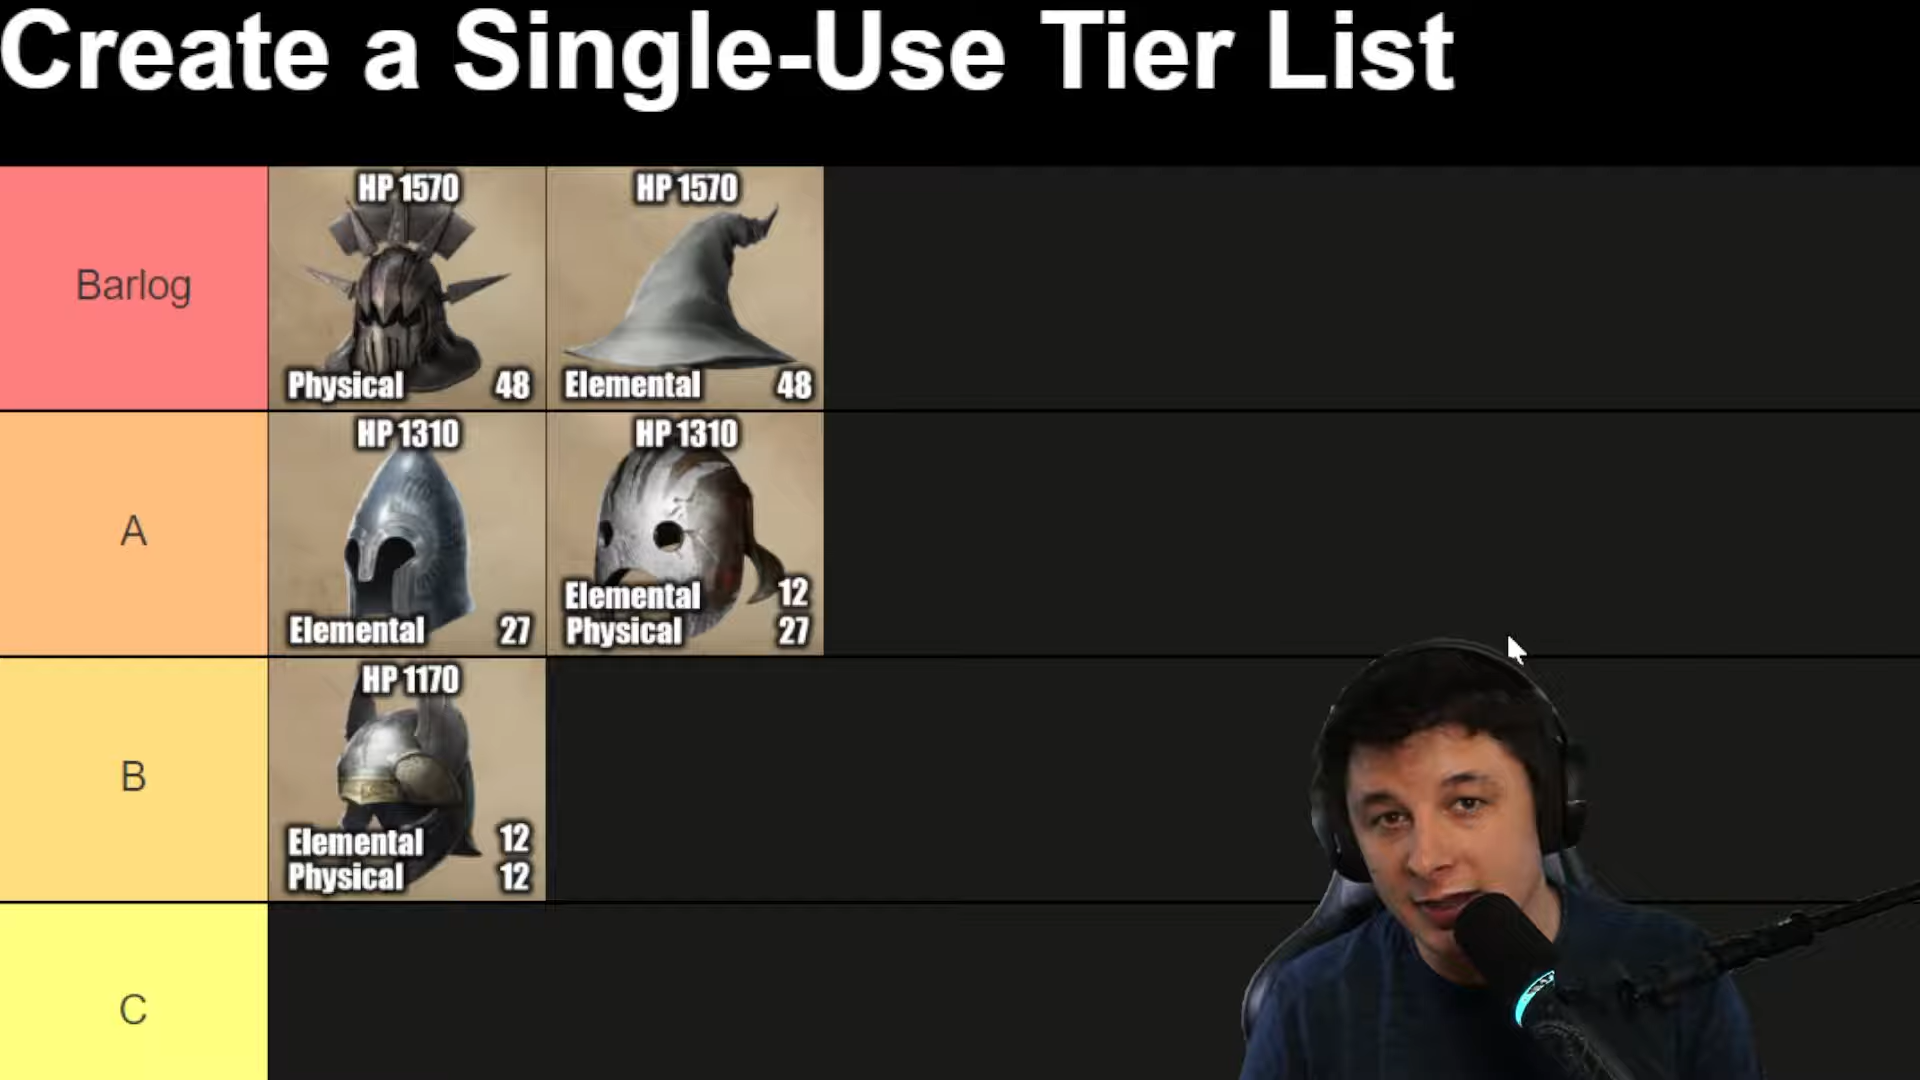 Create a Single-Use Tier List
Barlog
HP 1570
Physical 48
HP 1570
Elemental 48
A
HP 1310
Elemental 27
HP 1310
Elemental 12
Physical 27
B
HP 1170
Elemental 12
Physical 12
C